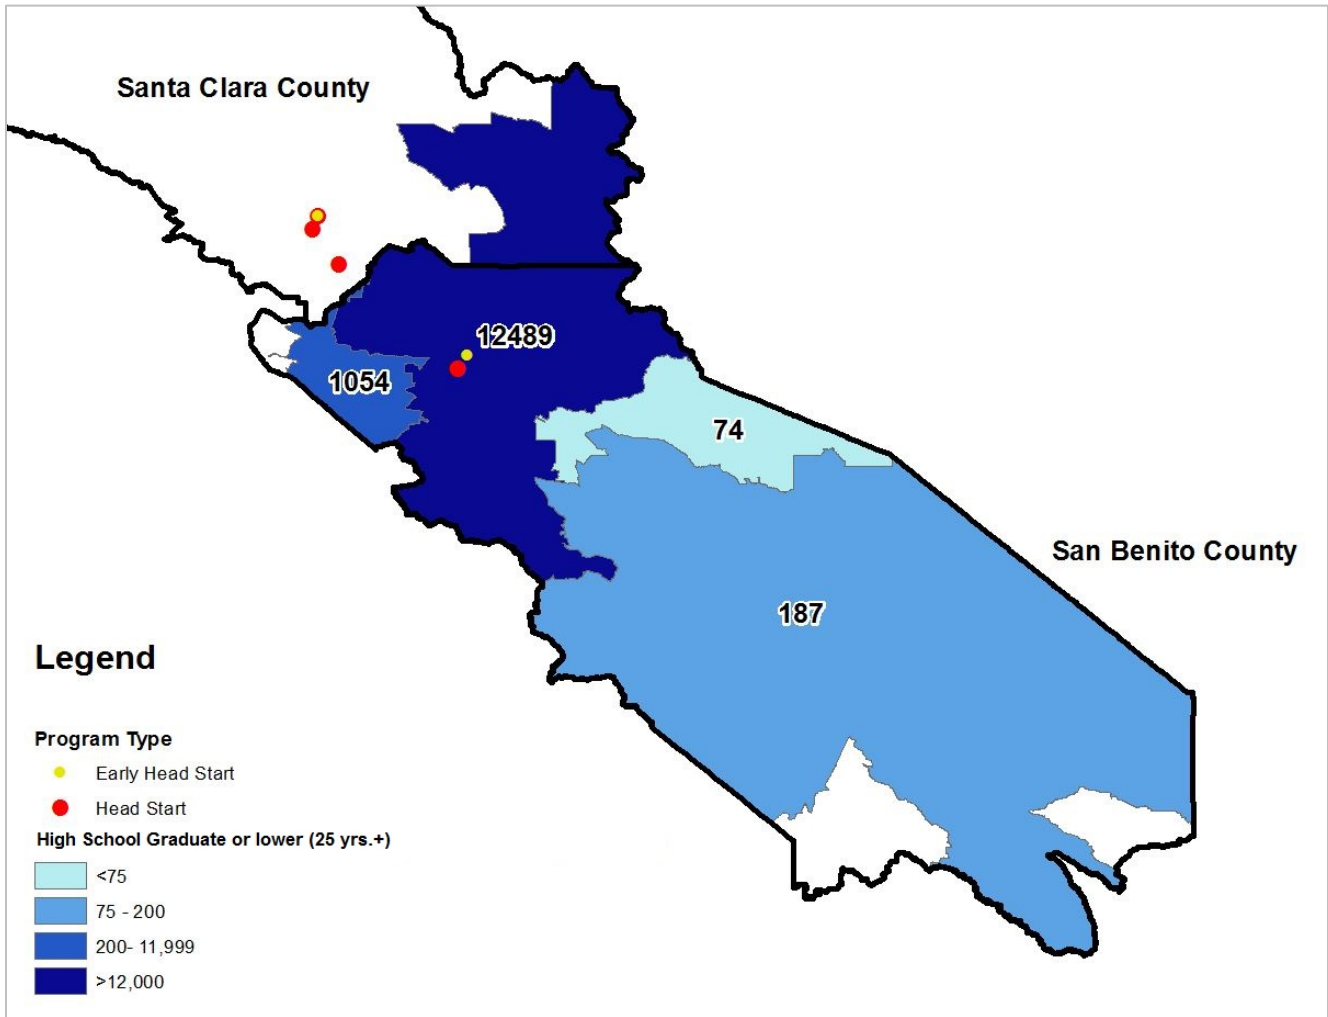 Santa Clara County
12489
1054
74
San Benito County
187
Legend
Program Type
Early Head Start
Head Start
High School Graduate or lower (25 yrs.+)
<75
75 - 200
200- 11,999
>12,000